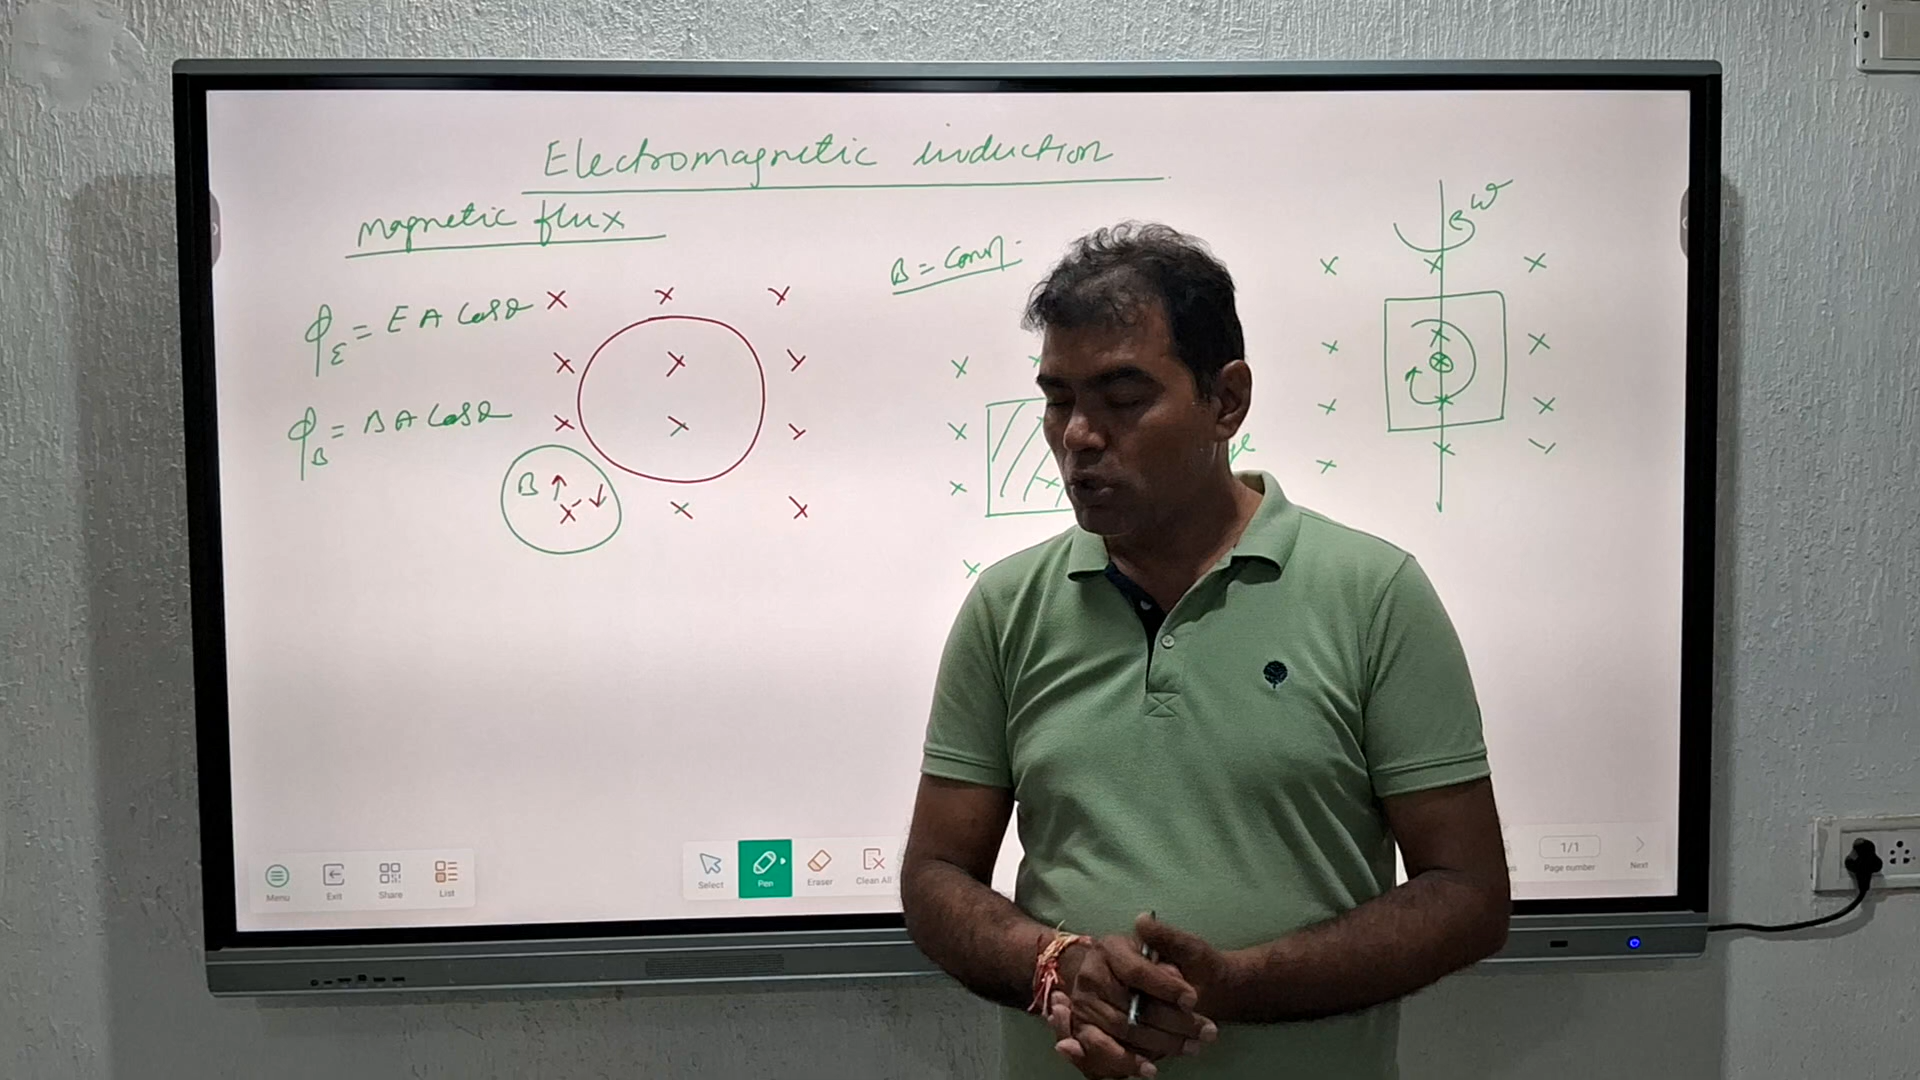 Electromagnetic induction
magnetic flux
ϕE = E A Cosθ
ϕB = B A Cosθ
B
B =
ω
Menu
Exit
Share
List
Select
Pen
Eraser
Clean All
1/1
Page number
Next